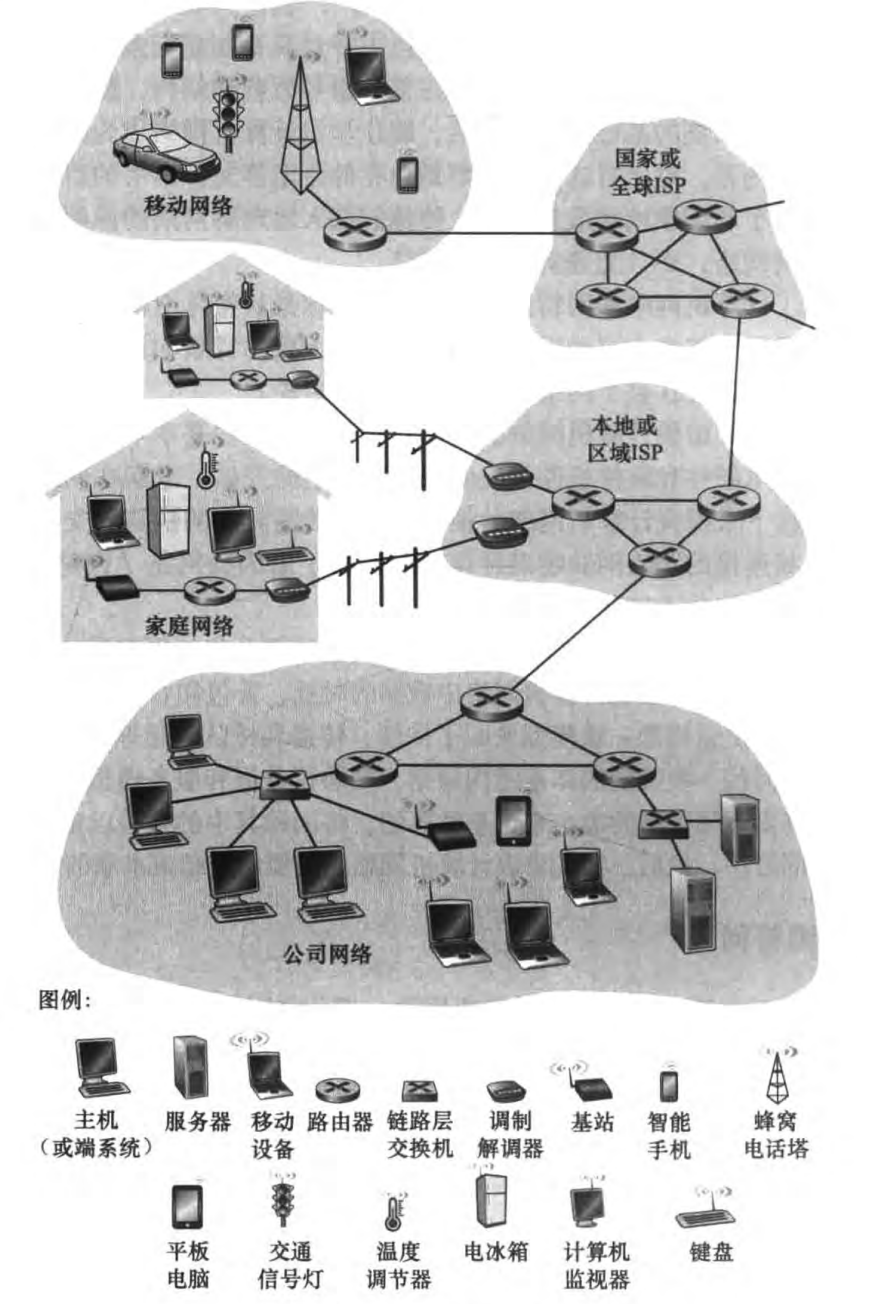 国家或
全球ISP
移动网络
本地或
区域ISP
家庭网络
公司网络
图例：
主机
（或端系统）
服务器
移动
设备
路由器
链路层
交换机
调制
解调器
基站
智能
手机
蜂窝
电话塔
平板
电脑
交通
信号灯
温度
调节器
电冰箱
计算机
监视器
键盘